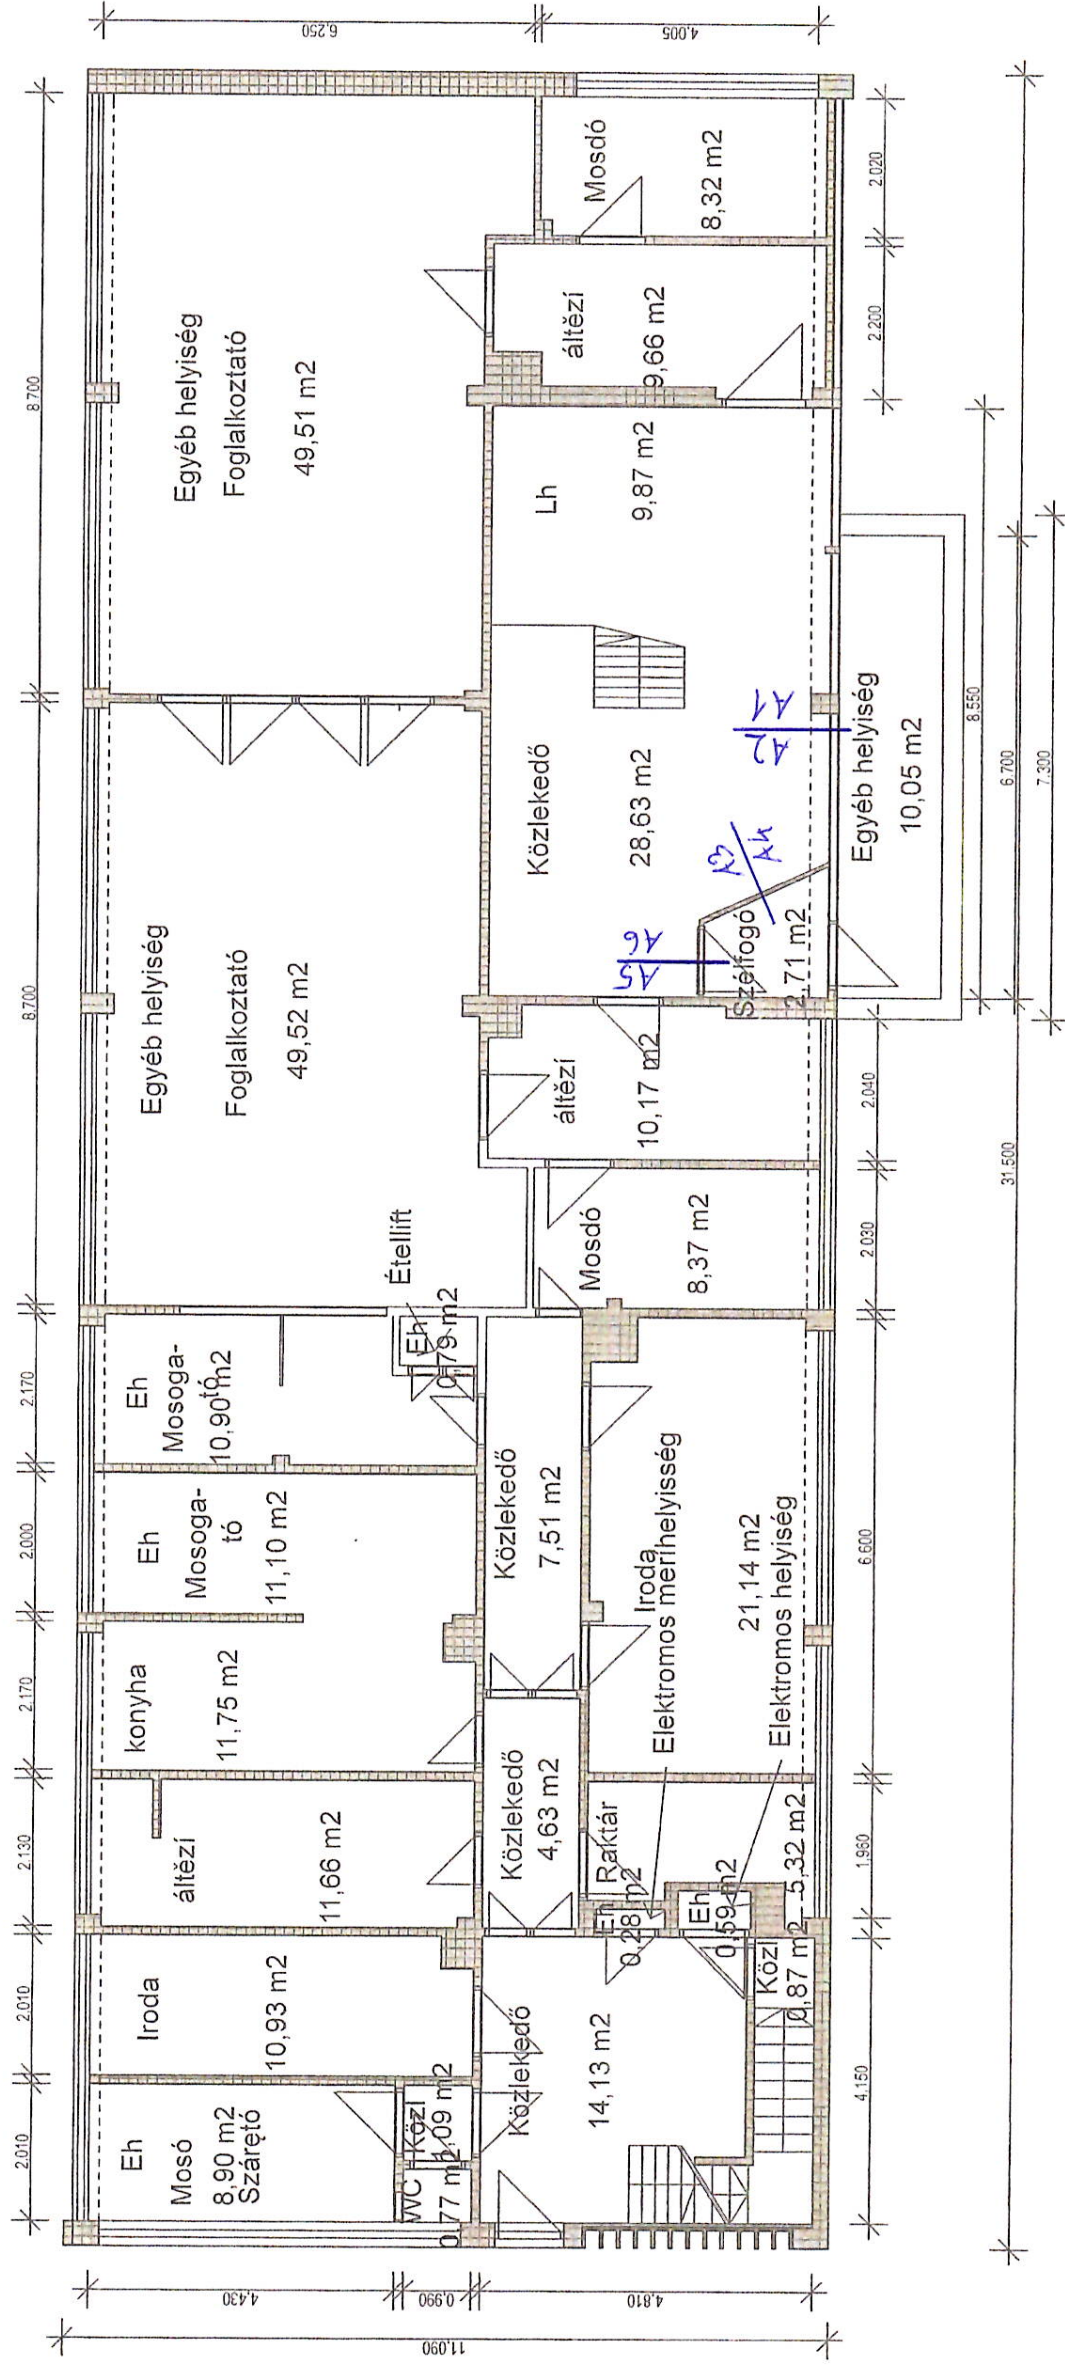 Egyéb helyiség
Foglalkoztató
49,51 m2
Mosdó
8,32 m2
áltëzí
9,66 m2
Lh
9,87 m2
Közlekedő
28,63 m2
A2 A1
A3 A4
A5 A6
Egyéb helyiség
10,05 m2
Szélfogó
2,71 m2
Egyéb helyiség
Foglalkoztató
49,52 m2
áltëzí
10,17 m2
Mosdó
8,37 m2
Étellift
Eh
0,79 m2
Eh
Mosoga-
tó
10,90 m2
Eh
Mosoga-
tó
11,10 m2
konyha
11,75 m2
áltëzí
11,66 m2
Iroda
10,93 m2
Eh
Mosó
8,90 m2
Száreţó
Közl
1,09 m2
WC
0,77 m2
Közlekedő
7,51 m2
Közlekedő
4,63 m2
Közlekedő
14,13 m2
Iroda
21,14 m2
Elektromos merihelyisség
Elektromos helyiség
Raktár
5,32 m2
Eh
0,28 m2
Eh
0,59 m2
Közl
0,87 m2
8.700
8.700
2.170
2.000
2.170
2.130
2.010
2.010
6.250
4.005
4.430
0.990
4.810
11.090
2.020
2.200
8.550
6.700
7.300
2.040
2.030
6.600
1.960
4.150
31.500